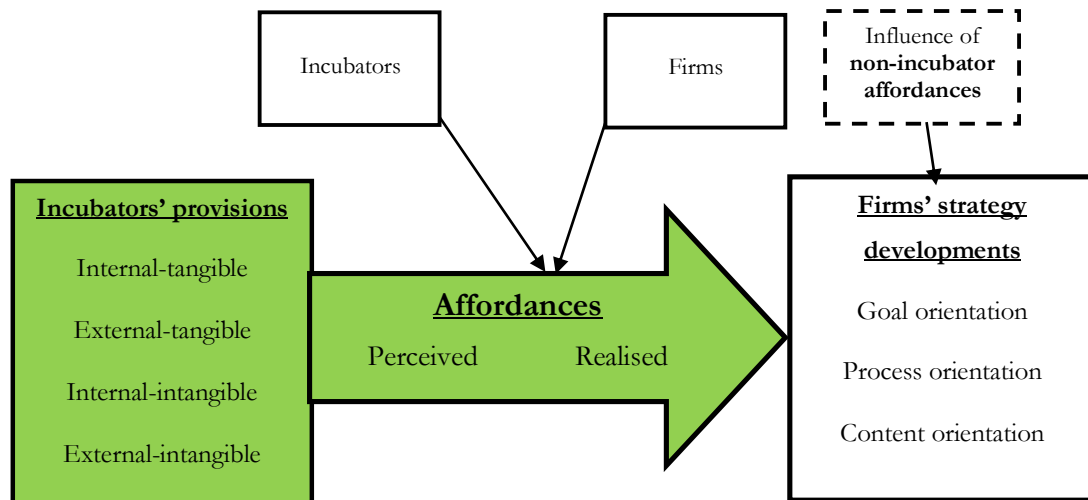 Incubators
Firms
Influence of
non-incubator
affordances
Incubators’ provisions
Internal-tangible
External-tangible
Internal-intangible
External-intangible
Affordances
Perceived Realised
Firms’ strategy
developments
Goal orientation
Process orientation
Content orientation